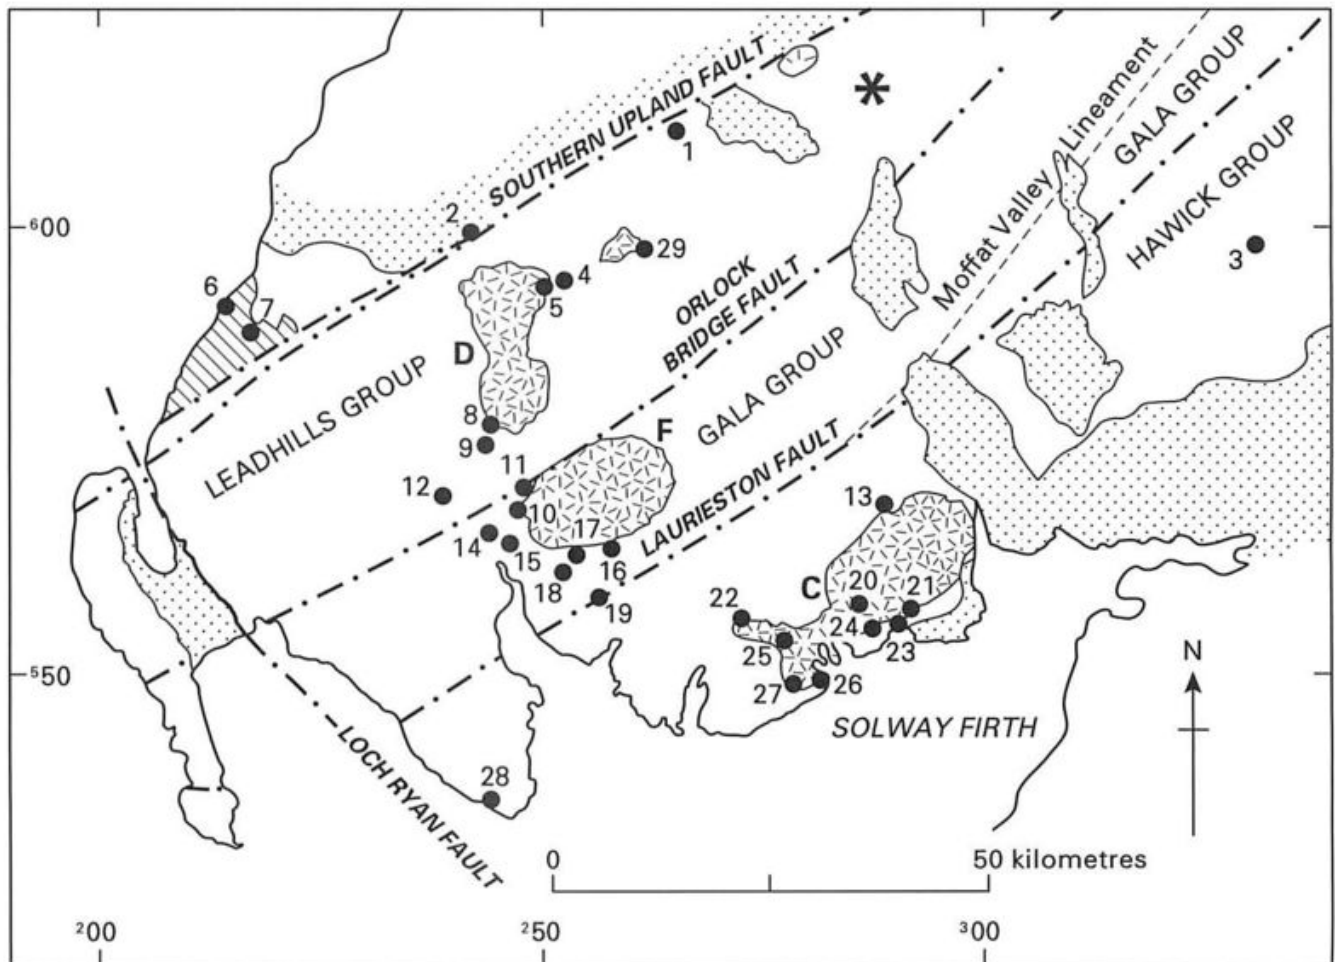 SOUTHERN UPLAND FAULT
*
1
Moffat Valley Lineament
GALA GROUP
HAWICK GROUP
2
600
29
3
4
5
6
7
ORLOCK
BRIDGE FAULT
D
LEADHILLS GROUP
GALA GROUP
8
9
F
LAURIESTON FAULT
11
12
10
13
17
14
15
16
18
19
C
20
21
22
24
23
25
550
27
26
N
SOLWAY FIRTH
LOCH RYAN FAULT
28
0
50 kilometres
200
250
300